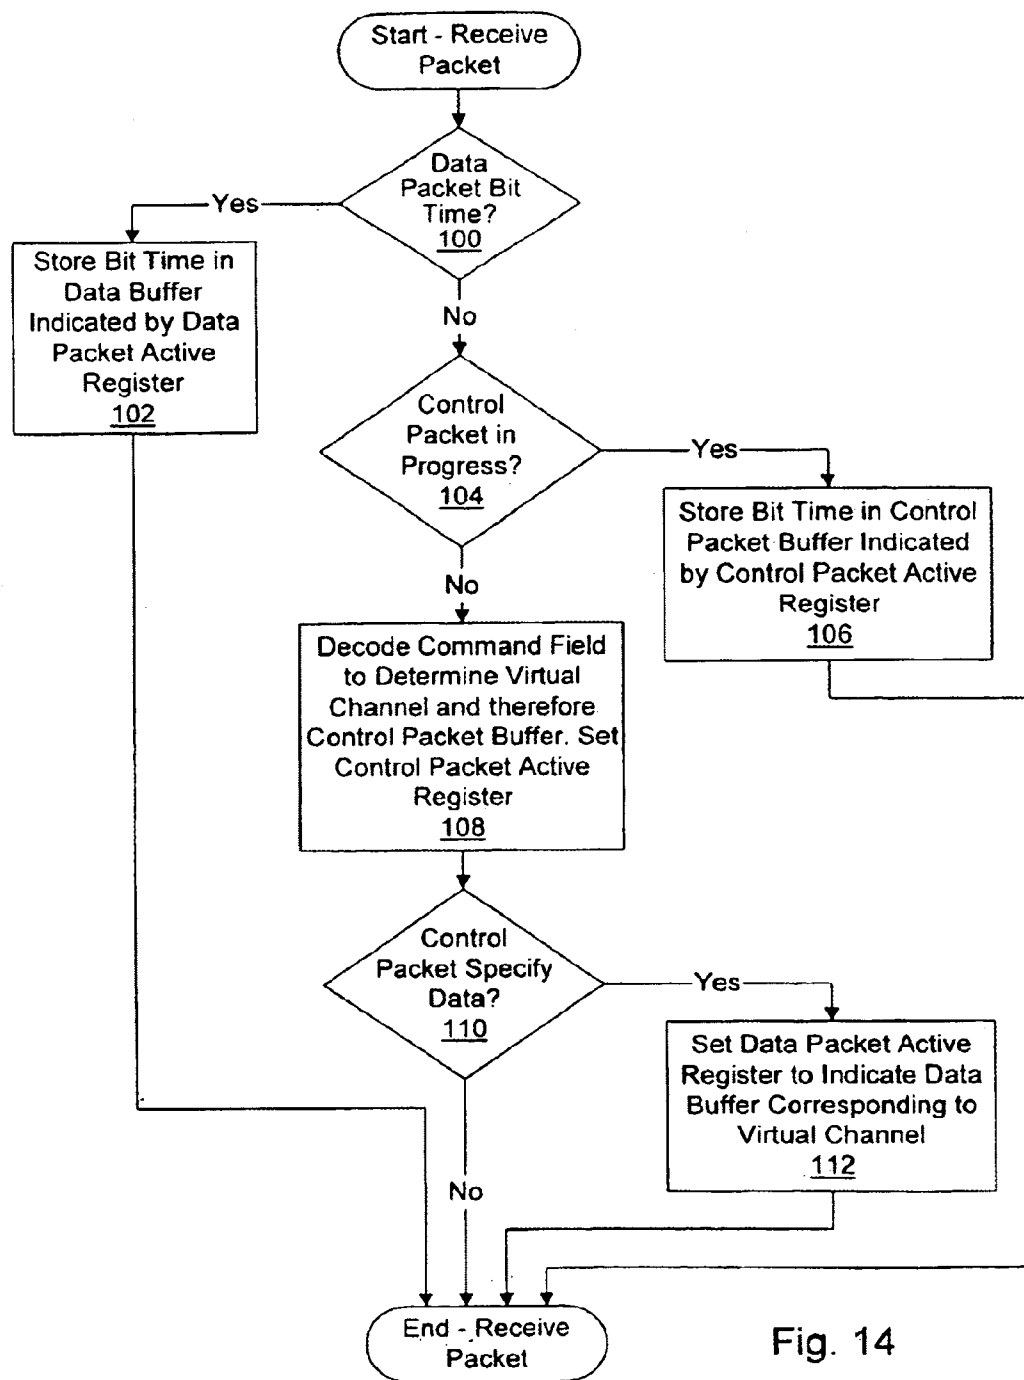 Start - Receive
Packet
Data
Packet Bit
Time?
100
Yes
No
Store Bit Time in
Data Buffer
Indicated by Data
Packet Active
Register
102
Control
Packet in
Progress?
104
Yes
No
Store Bit Time in Control
Packet Buffer Indicated
by Control Packet Active
Register
106
Decode Command Field
to Determine Virtual
Channel and therefore
Control Packet Buffer. Set
Control Packet Active
Register
108
Control
Packet Specify
Data?
110
Yes
No
Set Data Packet Active
Register to Indicate Data
Buffer Corresponding to
Virtual Channel
112
End - Receive
Packet
Fig. 14